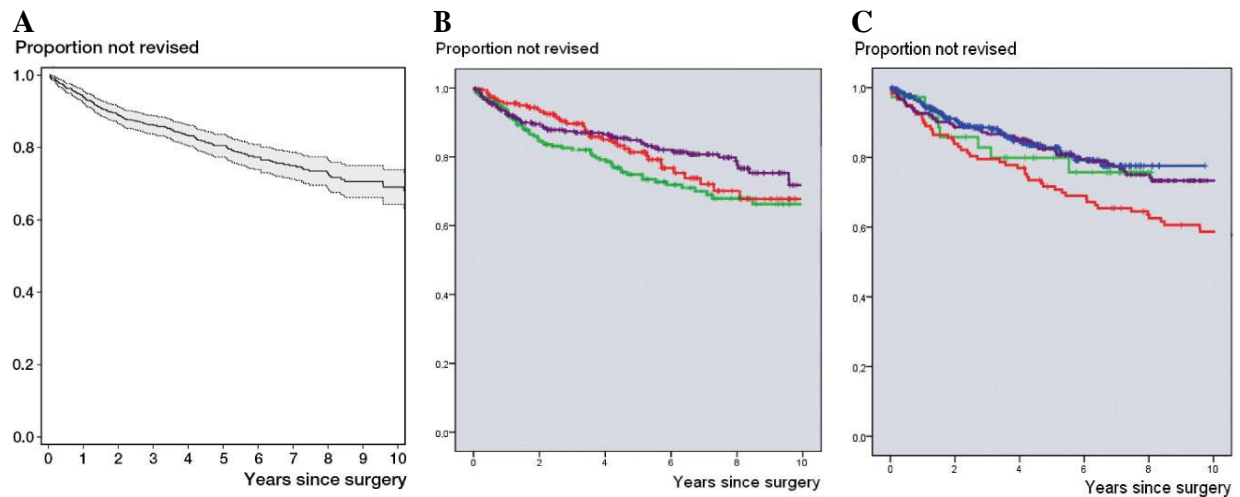 A
Proportion not revised
1.0
0.8
0.6
0.4
0.2
0.0
0 1 2 3 4 5 6 7 8 9 10
Years since surgery
B
Proportion not revised
1,0
0,8
0,6
0,4
0,2
0,0
0 2 4 6 8 10
Years since surgery
C
Proportion not revised
1,0
0,8
0,6
0,4
0,2
0,0
0 2 4 6 8 10
Years since surgery